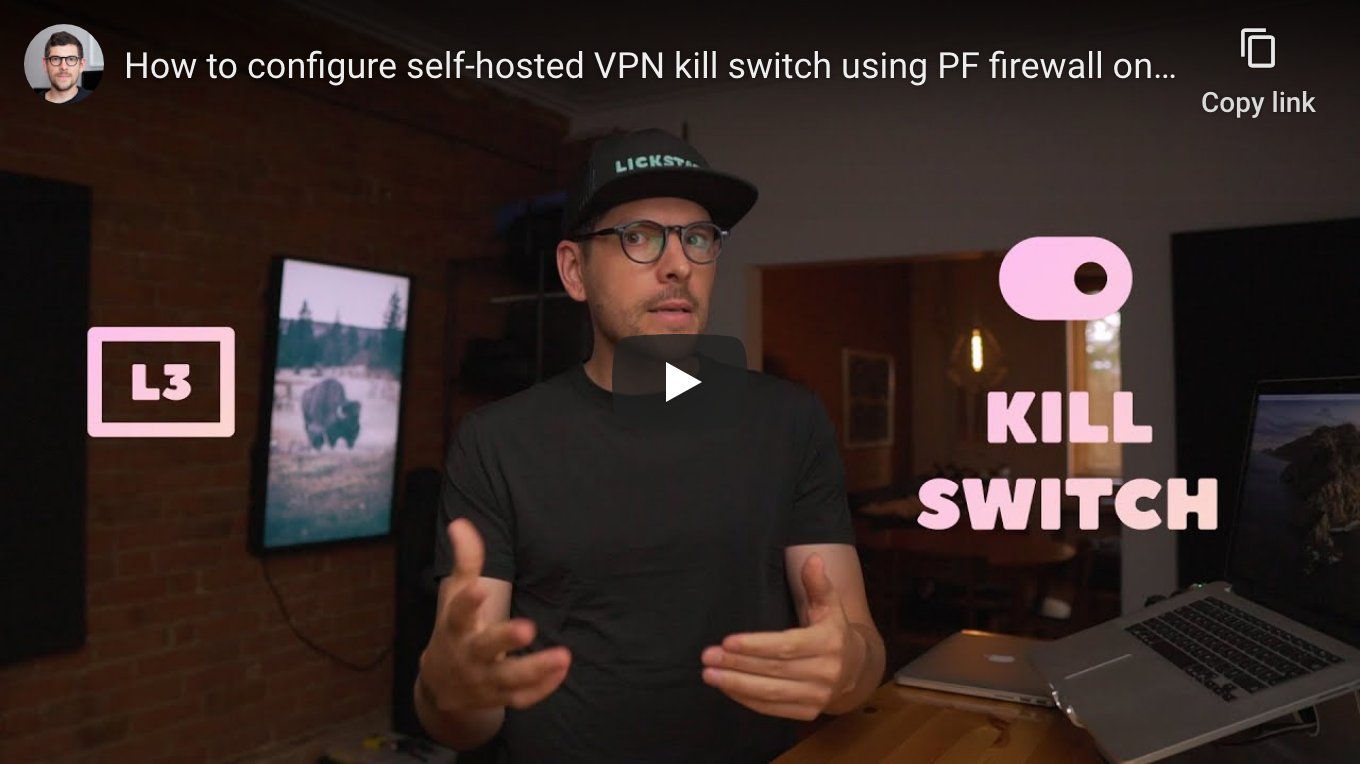 How to configure self-hosted VPN kill switch using PF firewall on…
Copy link
L3
KILL
SWITCH